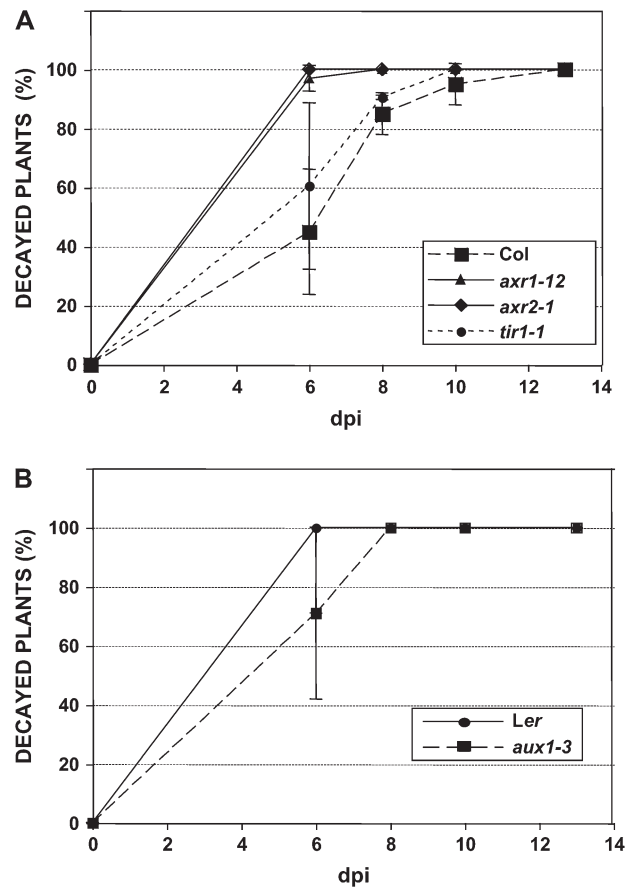 A
DECAYED PLANTS (%)
100
80
60
40
20
0
0 2 4 6 8 10 12 14
dpi
Col
axr1-12
axr2-1
tir1-1
B
DECAYED PLANTS (%)
100
80
60
40
20
0
0 2 4 6 8 10 12 14
dpi
Ler
aux1-3